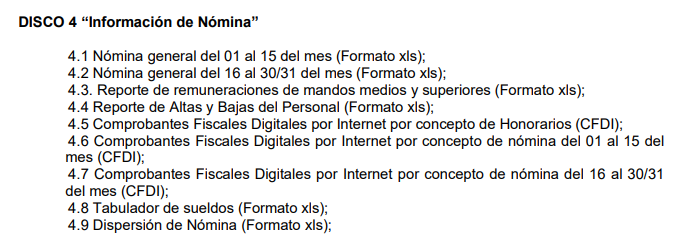 DISCO 4 “Información de Nómina”
4.1 Nómina general del 01 al 15 del mes (Formato xls);
4.2 Nómina general del 16 al 30/31 del mes (Formato xls);
4.3. Reporte de remuneraciones de mandos medios y superiores (Formato xls);
4.4 Reporte de Altas y Bajas del Personal (Formato xls);
4.5 Comprobantes Fiscales Digitales por Internet por concepto de Honorarios (CFDI);
4.6 Comprobantes Fiscales Digitales por Internet por concepto de nómina del 01 al 15 del
mes (CFDI);
4.7 Comprobantes Fiscales Digitales por Internet por concepto de nómina del 16 al 30/31
del mes (CFDI);
4.8 Tabulador de sueldos (Formato xls);
4.9 Dispersión de Nómina (Formato xls);